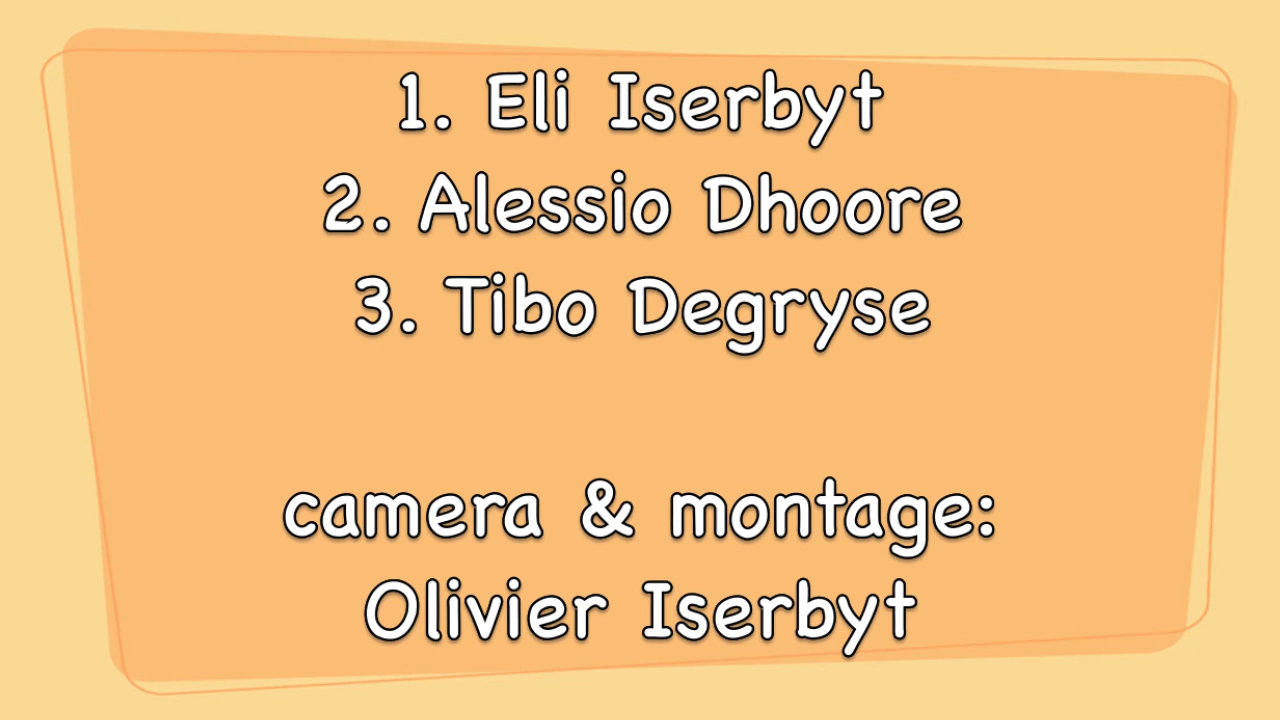 1. Eli Iserbyt
2. Alessio Dhoore
3. Tibo Degryse
camera & montage:
Olivier Iserbyt